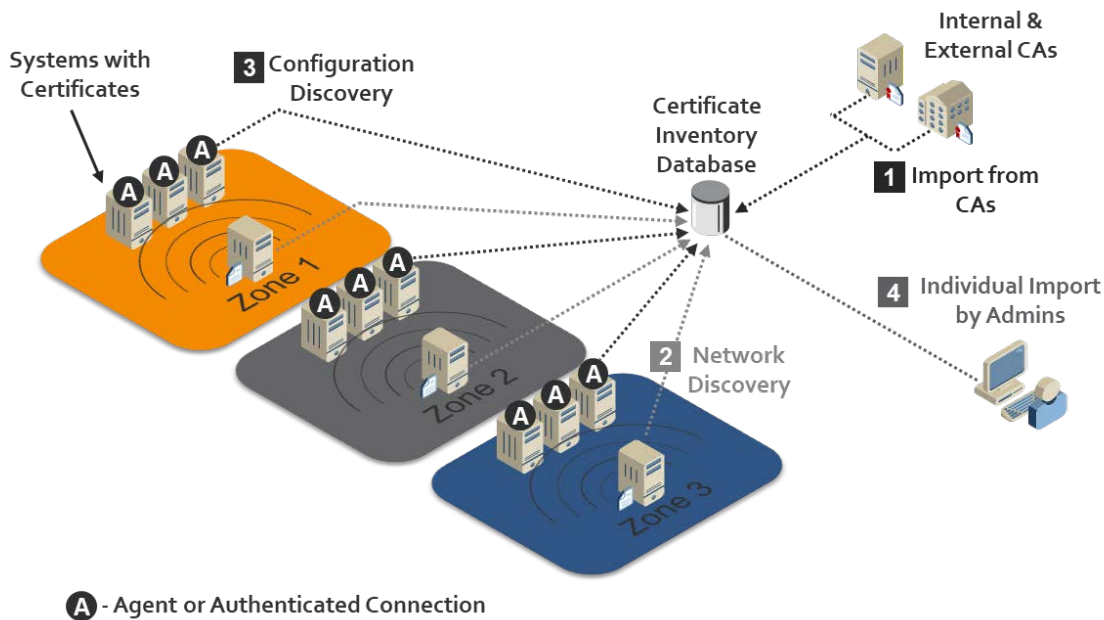 Systems with
Certificates
3 Configuration
Discovery
Certificate
Inventory
Database
Internal &
External CAs
1 Import from
CAs
4 Individual Import
by Admins
2 Network
Discovery
A
A
A
Zone 1
A
A
A
Zone 2
A
A
A
Zone 3
A - Agent or Authenticated Connection